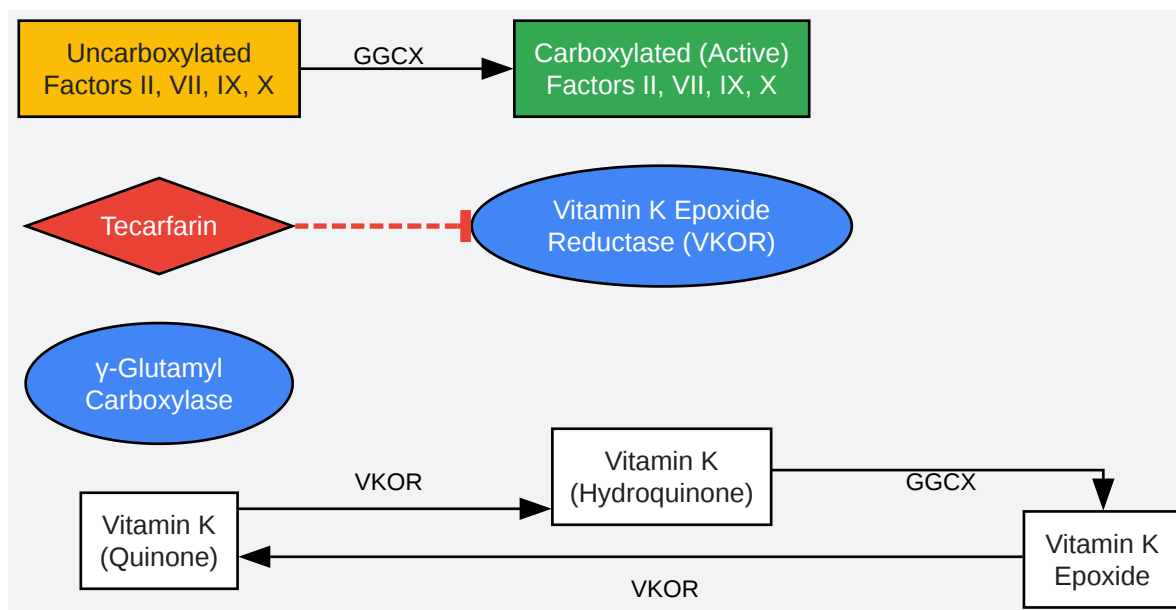 Uncarboxylated
Factors II, VII, IX, X
GGCX
Carboxylated (Active)
Factors II, VII, IX, X
Tecarfarin
Vitamin K Epoxide
Reductase (VKOR)
γ-Glutamyl
Carboxylase
Vitamin K
(Quinone)
VKOR
Vitamin K
(Hydroquinone)
GGCX
Vitamin K
Epoxide
VKOR